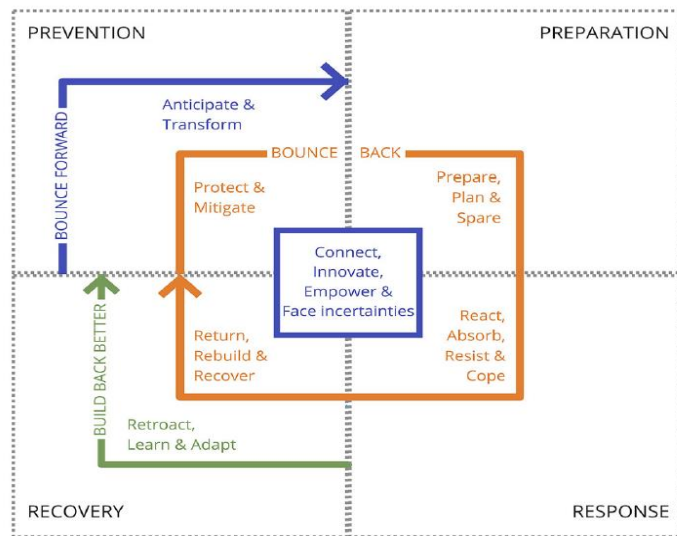 PREVENTION
PREPARATION
BOUNCE FORWARD
Anticipate &
Transform
BOUNCE BACK
Protect &
Mitigate
Prepare,
Plan &
Spare
Connect,
Innovate,
Empower &
Face incertainties
Return,
Rebuild &
Recover
React,
Absorb,
Resist &
Cope
BUILD BACK BETTER
Retroact,
Learn & Adapt
RECOVERY
RESPONSE